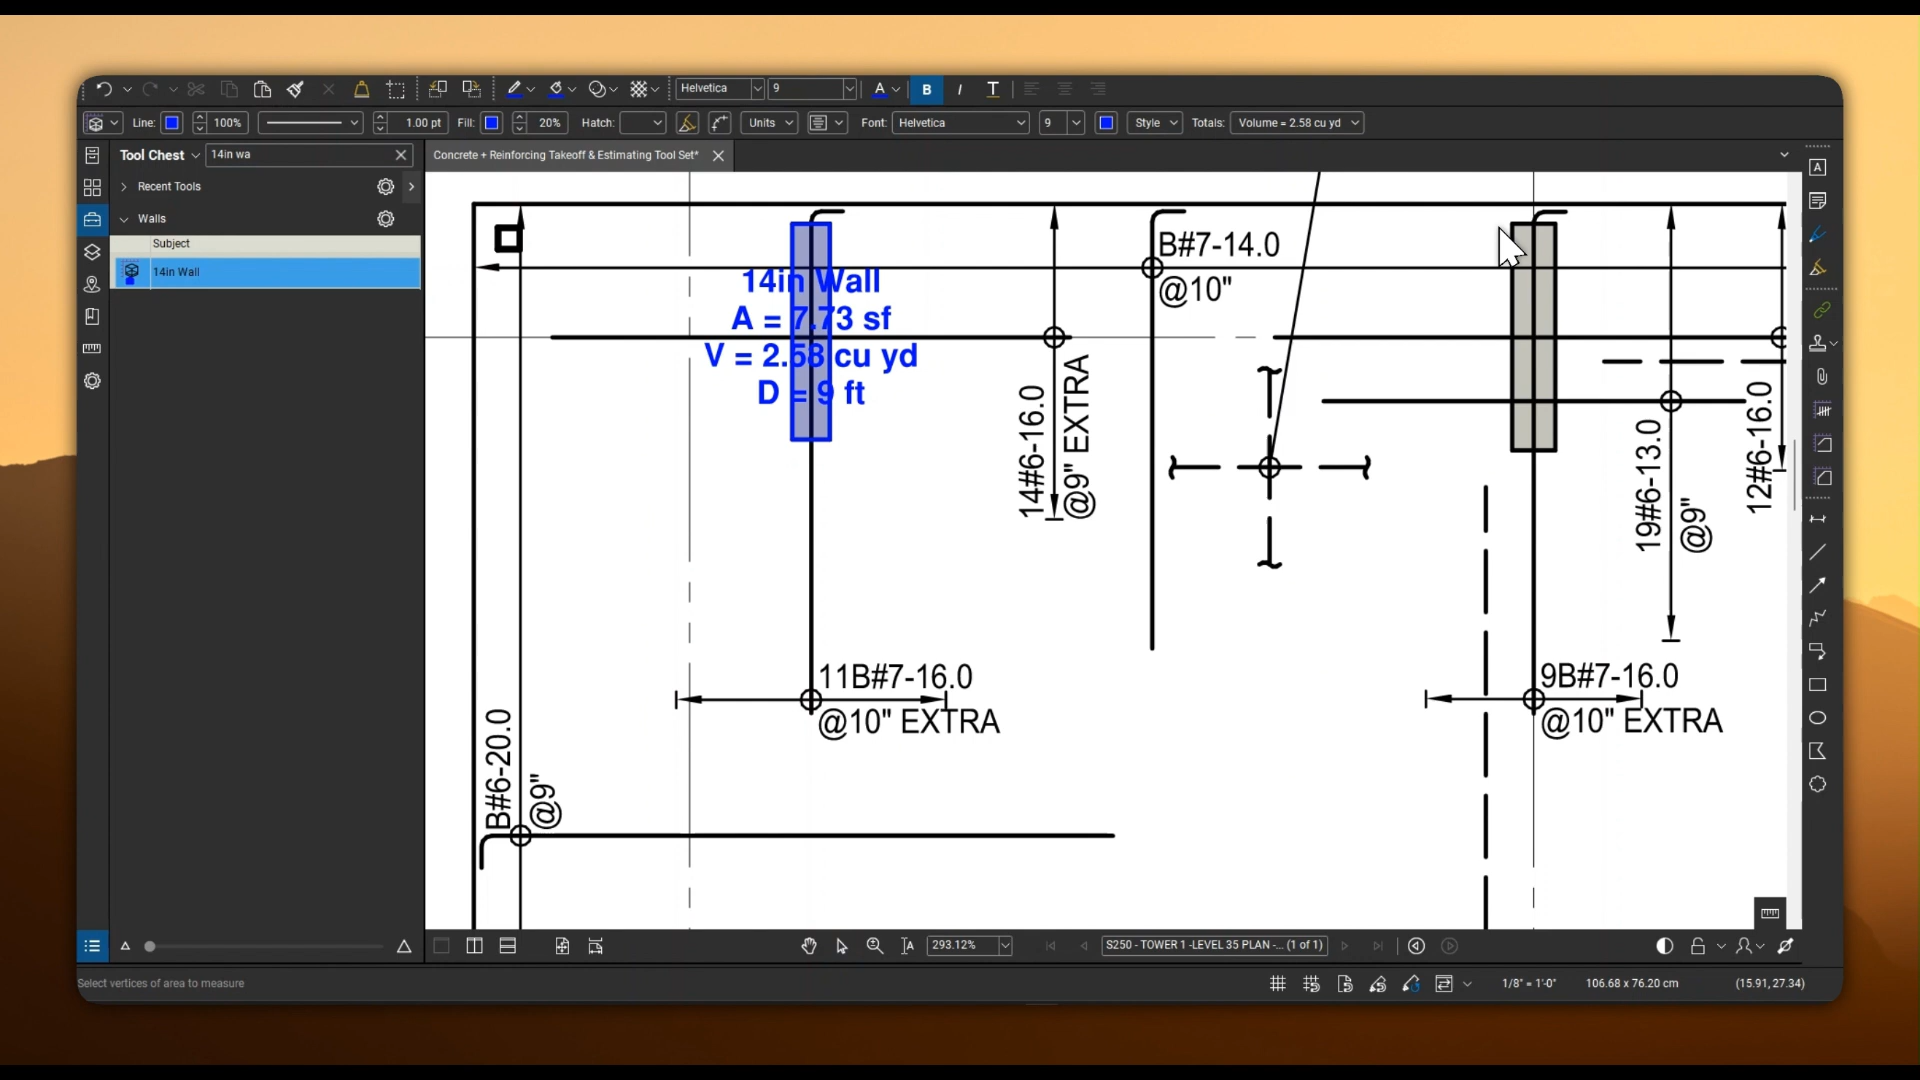 Helvetica
9
A
B
I
T
Line:
100%
1.00 pt
Fill:
20%
Hatch:
Units
Font:
Helvetica
9
Style
Totals:
Volume = 2.58 cu yd
Tool Chest
14in wa
Concrete + Reinforcing Takeoff & Estimating Tool Set*
Recent Tools
Walls
Subject
14in Wall
14in Wall
A = 7.73 sf
V = 2.58 cu yd
D = 9 ft
B#7-14.0
@10"
14#6-16.0
@9" EXTRA
19#6-13.0
@9"
12#6-16.0
11B#7-16.0
@10" EXTRA
9B#7-16.0
@10" EXTRA
B#6-20.0
@9"
293.12%
S250 - TOWER 1 -LEVEL 35 PLAN -... (1 of 1)
Select vertices of area to measure
1/8" = 1'-0"
106.68 x 76.20 cm
(15.91, 27.34)